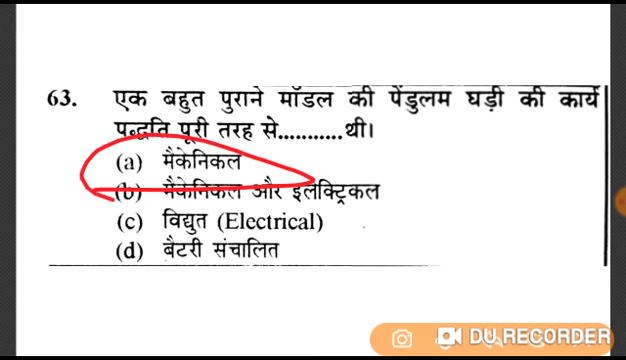 63. एक बहुत पुराने मॉडल की पेंडुलम घड़ी की कार्य
पद्धति पूरी तरह से...........थी।
(a) मैकेनिकल
(b) मैकेनिकल और इलेक्ट्रिकल
(c) विद्युत (Electrical)
(d) बैटरी संचालित
DU RECORDER